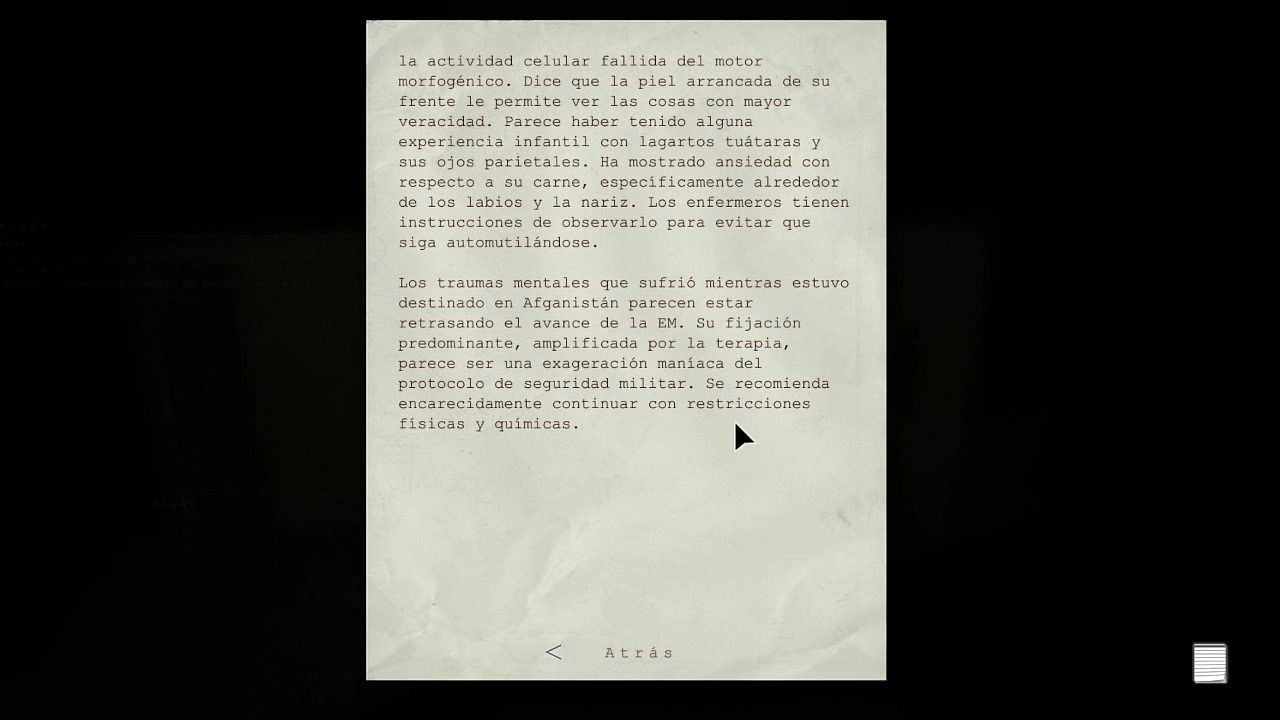 la actividad celular fallida del motor
morfogénico. Dice que la piel arrancada de su
frente le permite ver las cosas con mayor
veracidad. Parece haber tenido alguna
experiencia infantil con lagartos tuátaras y
sus ojos parietales. Ha mostrado ansiedad con
respecto a su carne, específicamente alrededor
de los labios y la nariz. Los enfermeros tienen
instrucciones de observarlo para evitar que
siga automutilándose.
Los traumas mentales que sufrió mientras estuvo
destinado en Afganistán parecen estar
retrasando el avance de la EM. Su fijación
predominante, amplificada por la terapia,
parece ser una exageración maníaca del
protocolo de seguridad militar. Se recomienda
encarecidamente continuar con restricciones
físicas y químicas.
< Atrás